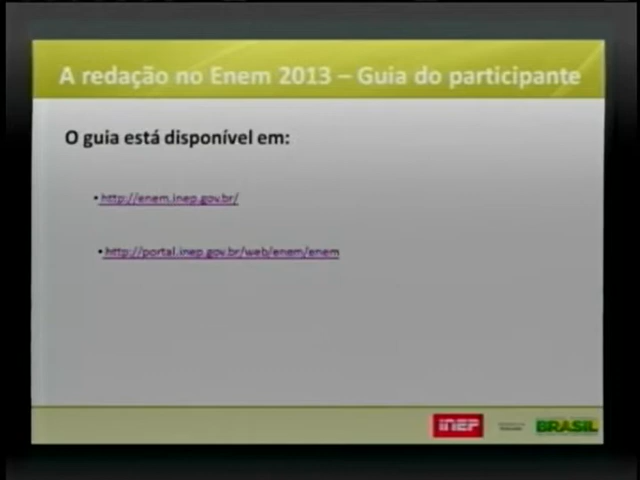 A redação no Enem 2013 – Guia do participante
O guia está disponível em:
• http://enem.inep.gov.br/
• http://portal.inep.gov.br/web/enem/enem
INEP
BRASIL